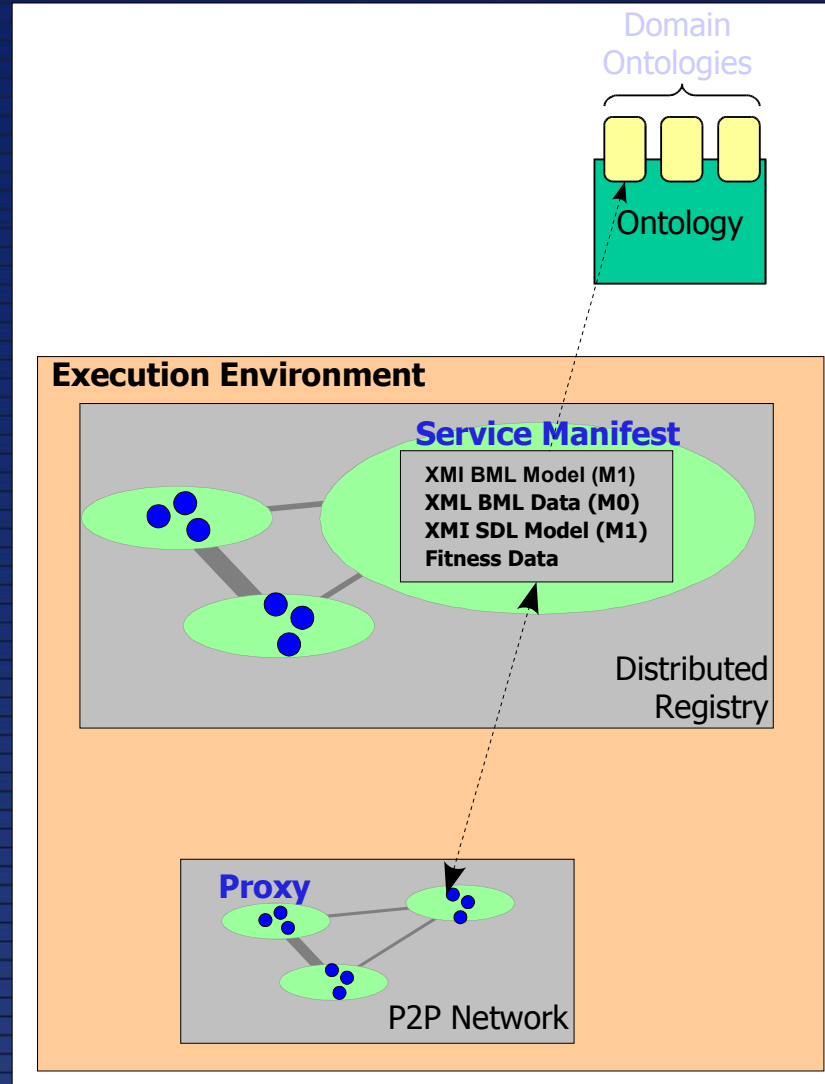 Domain
Ontologies
Ontology
Execution Environment
Service Manifest
XMI BML Model (M1)
XML BML Data (M0)
XMI SDL Model (M1)
Fitness Data
Distributed
Registry
Proxy
P2P Network